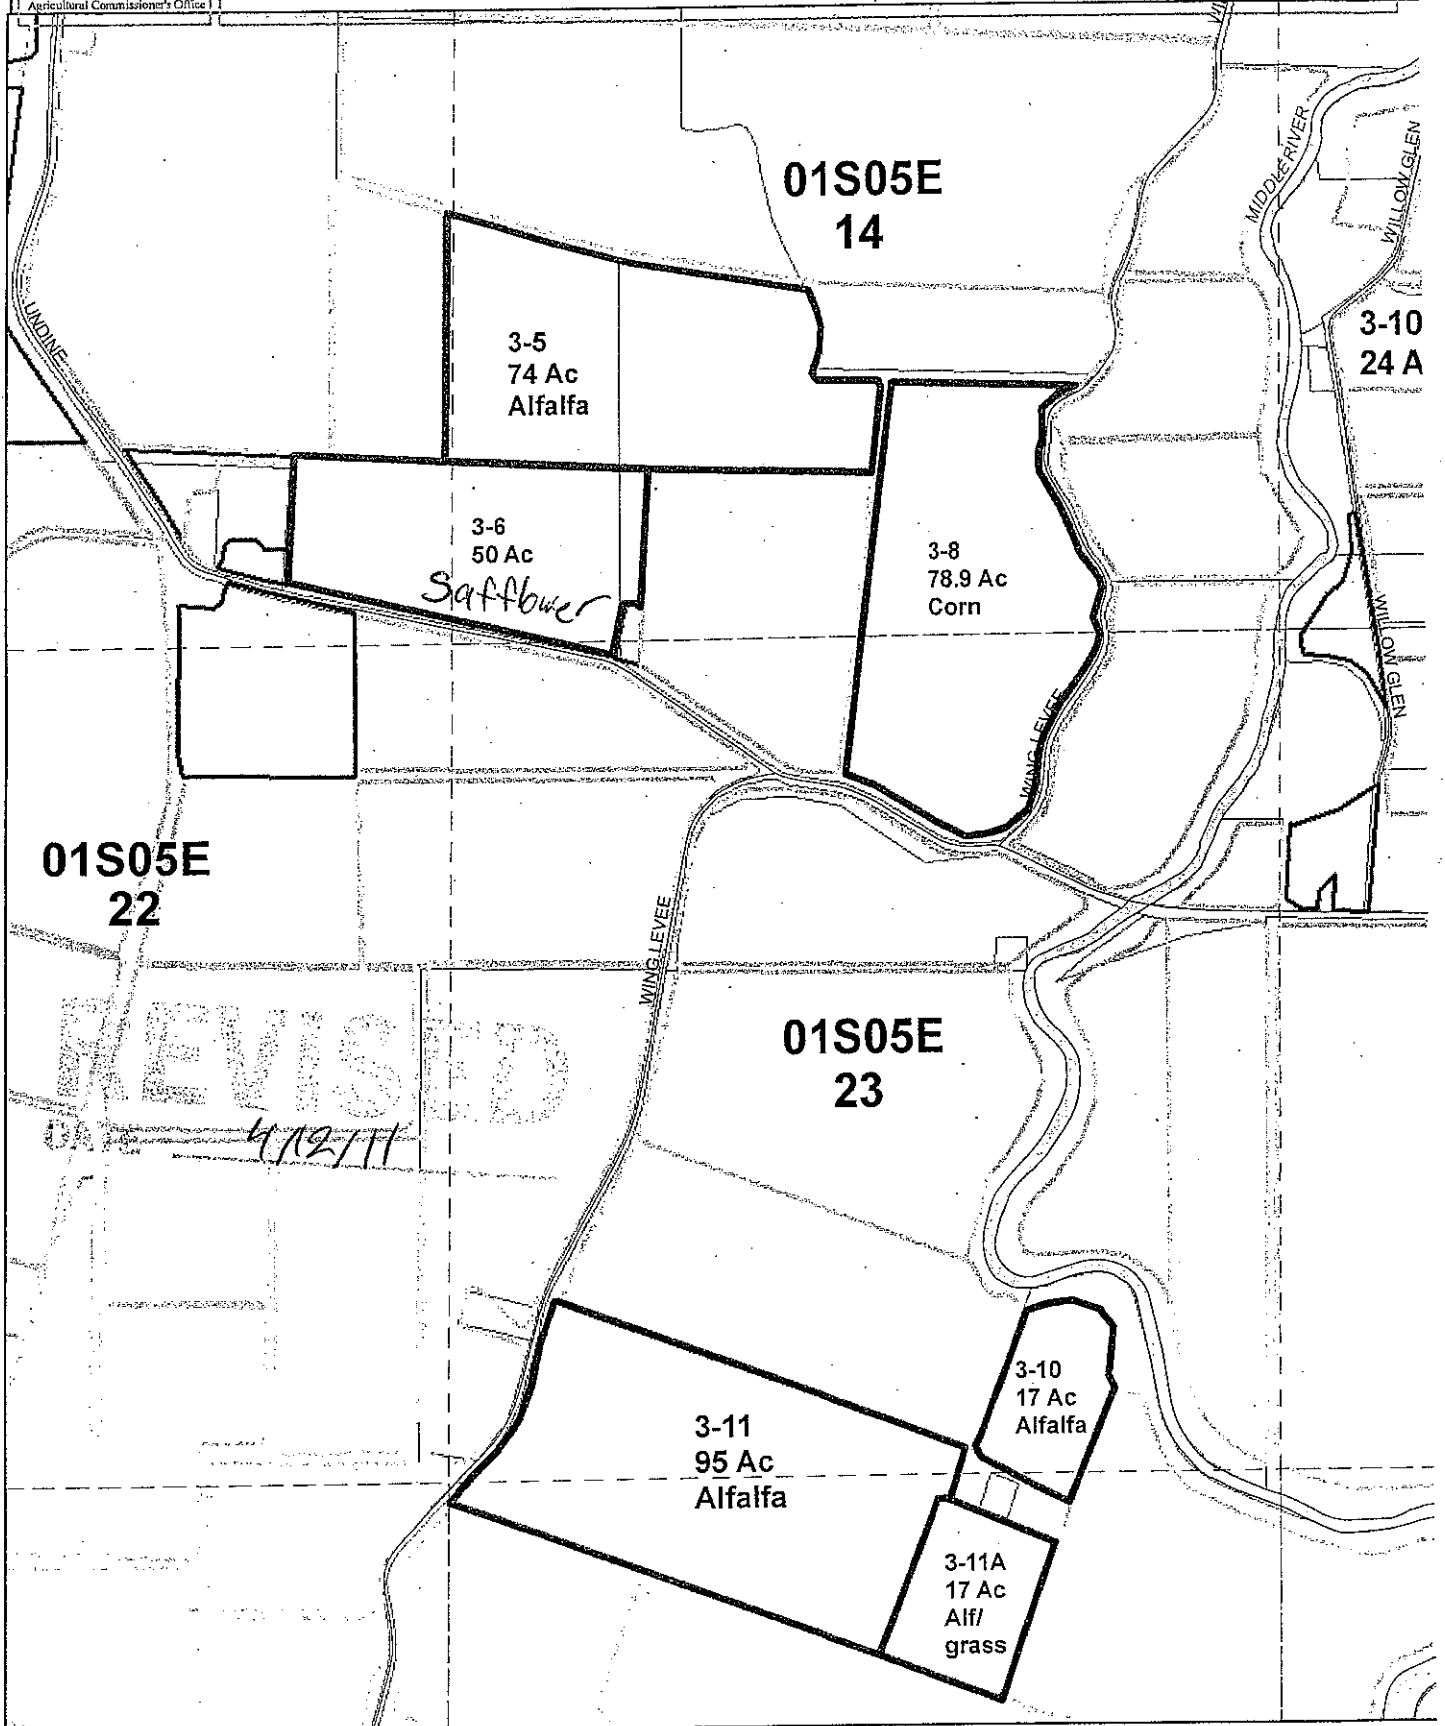 Agricultural Commissioner's Office
01S05E
14
MIDDLE RIVER
WILLOW GLEN
UNDINE
3-5
74 Ac
Alfalfa
3-10
24 A
3-6
50 Ac
Safflower
3-8
78.9 Ac
Corn
WILLOW GLEN
WING LEVEE
01S05E
22
WING LEVEE
REVISED
DATE 4/12/11
01S05E
23
3-10
17 Ac
Alfalfa
3-11
95 Ac
Alfalfa
3-11A
17 Ac
Alf/
grass